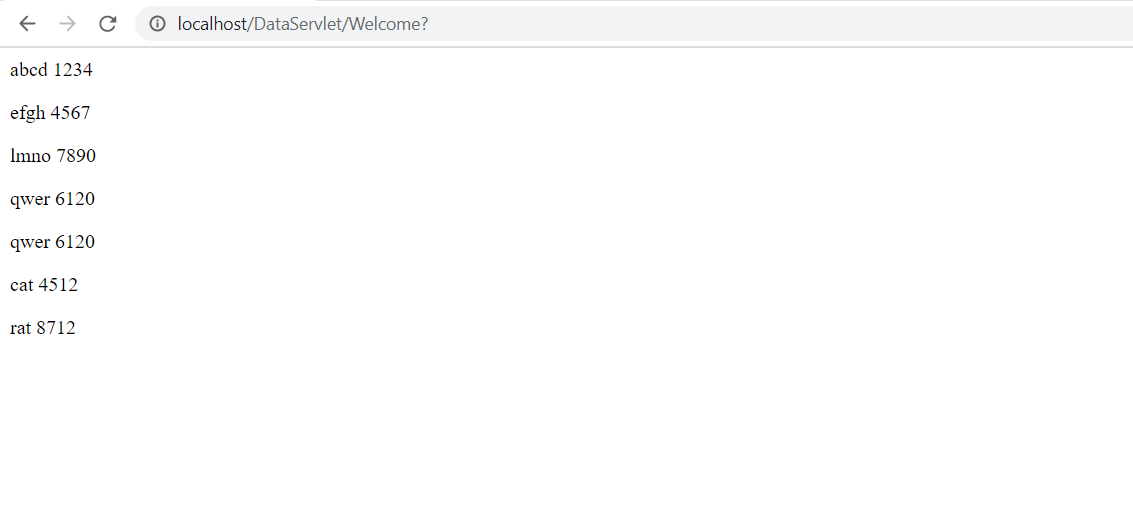 localhost/DataServlet/Welcome?
abcd 1234
efgh 4567
lmno 7890
qwer 6120
qwer 6120
cat 4512
rat 8712